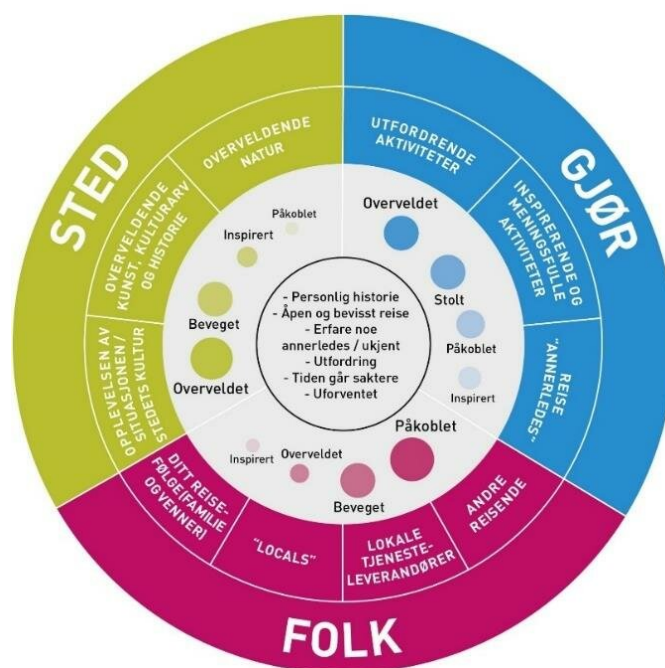 STED
OVERVELDENDE
NATUR
OVERVELDENDE
KUNST, KULTURARV
OG HISTORIE
OPPLEVELSEN AV
SITUASJONEN /
STEDETS KULTUR
Påkoblet
Inspirert
Beveget
Overveldet
GJØR
UTFORDRENDE
AKTIVITETER
INSPIRERENDE OG
MENINGSFULLE
AKTIVITETER
REISE
"ANNERLEDES"
Overveldet
Stolt
Påkoblet
Inspirert
- Personlig historie
- Åpen og bevisst reise
- Erfare noe
annerledes / ukjent
- Utfordring
- Tiden går saktere
- Uforventet
Inspirert
Overveldet
Beveget
Påkoblet
DITT REISE-
FØLGE(FAMILIE
OG VENNER)
"LOCALS"
LOKALE
TJENESTE-
LEVERANDØRER
ANDRE
REISENDE
FOLK